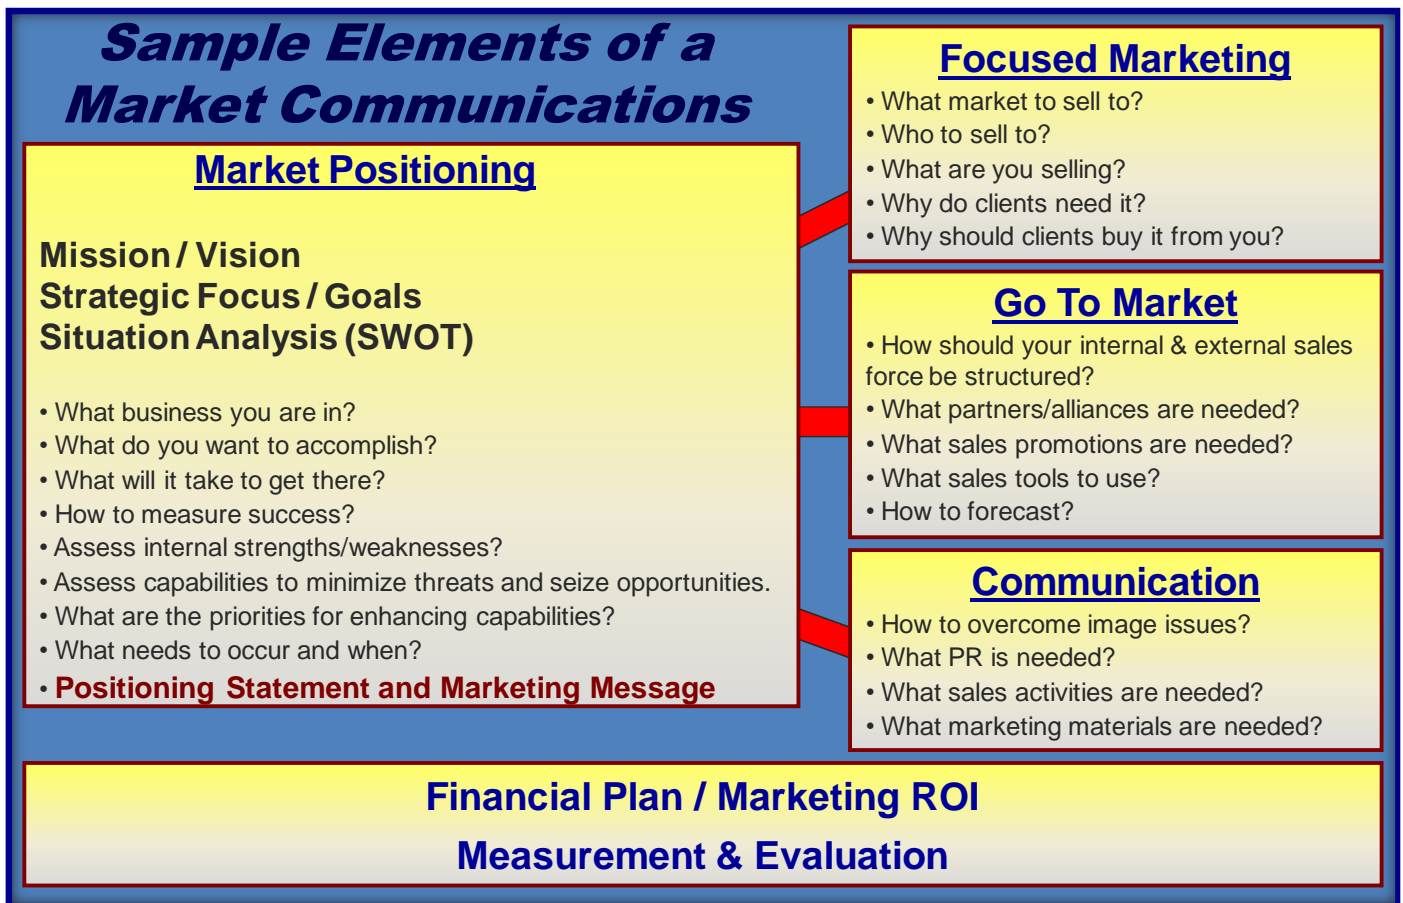 Sample Elements of a
Market Communications
Market Positioning
Mission / Vision
Strategic Focus / Goals
Situation Analysis (SWOT)
• What business you are in?
• What do you want to accomplish?
• What will it take to get there?
• How to measure success?
• Assess internal strengths/weaknesses?
• Assess capabilities to minimize threats and seize opportunities.
• What are the priorities for enhancing capabilities?
• What needs to occur and when?
• Positioning Statement and Marketing Message
Focused Marketing
• What market to sell to?
• Who to sell to?
• What are you selling?
• Why do clients need it?
• Why should clients buy it from you?
Go To Market
• How should your internal & external sales
force be structured?
• What partners/alliances are needed?
• What sales promotions are needed?
• What sales tools to use?
• How to forecast?
Communication
• How to overcome image issues?
• What PR is needed?
• What sales activities are needed?
• What marketing materials are needed?
Financial Plan / Marketing ROI
Measurement & Evaluation